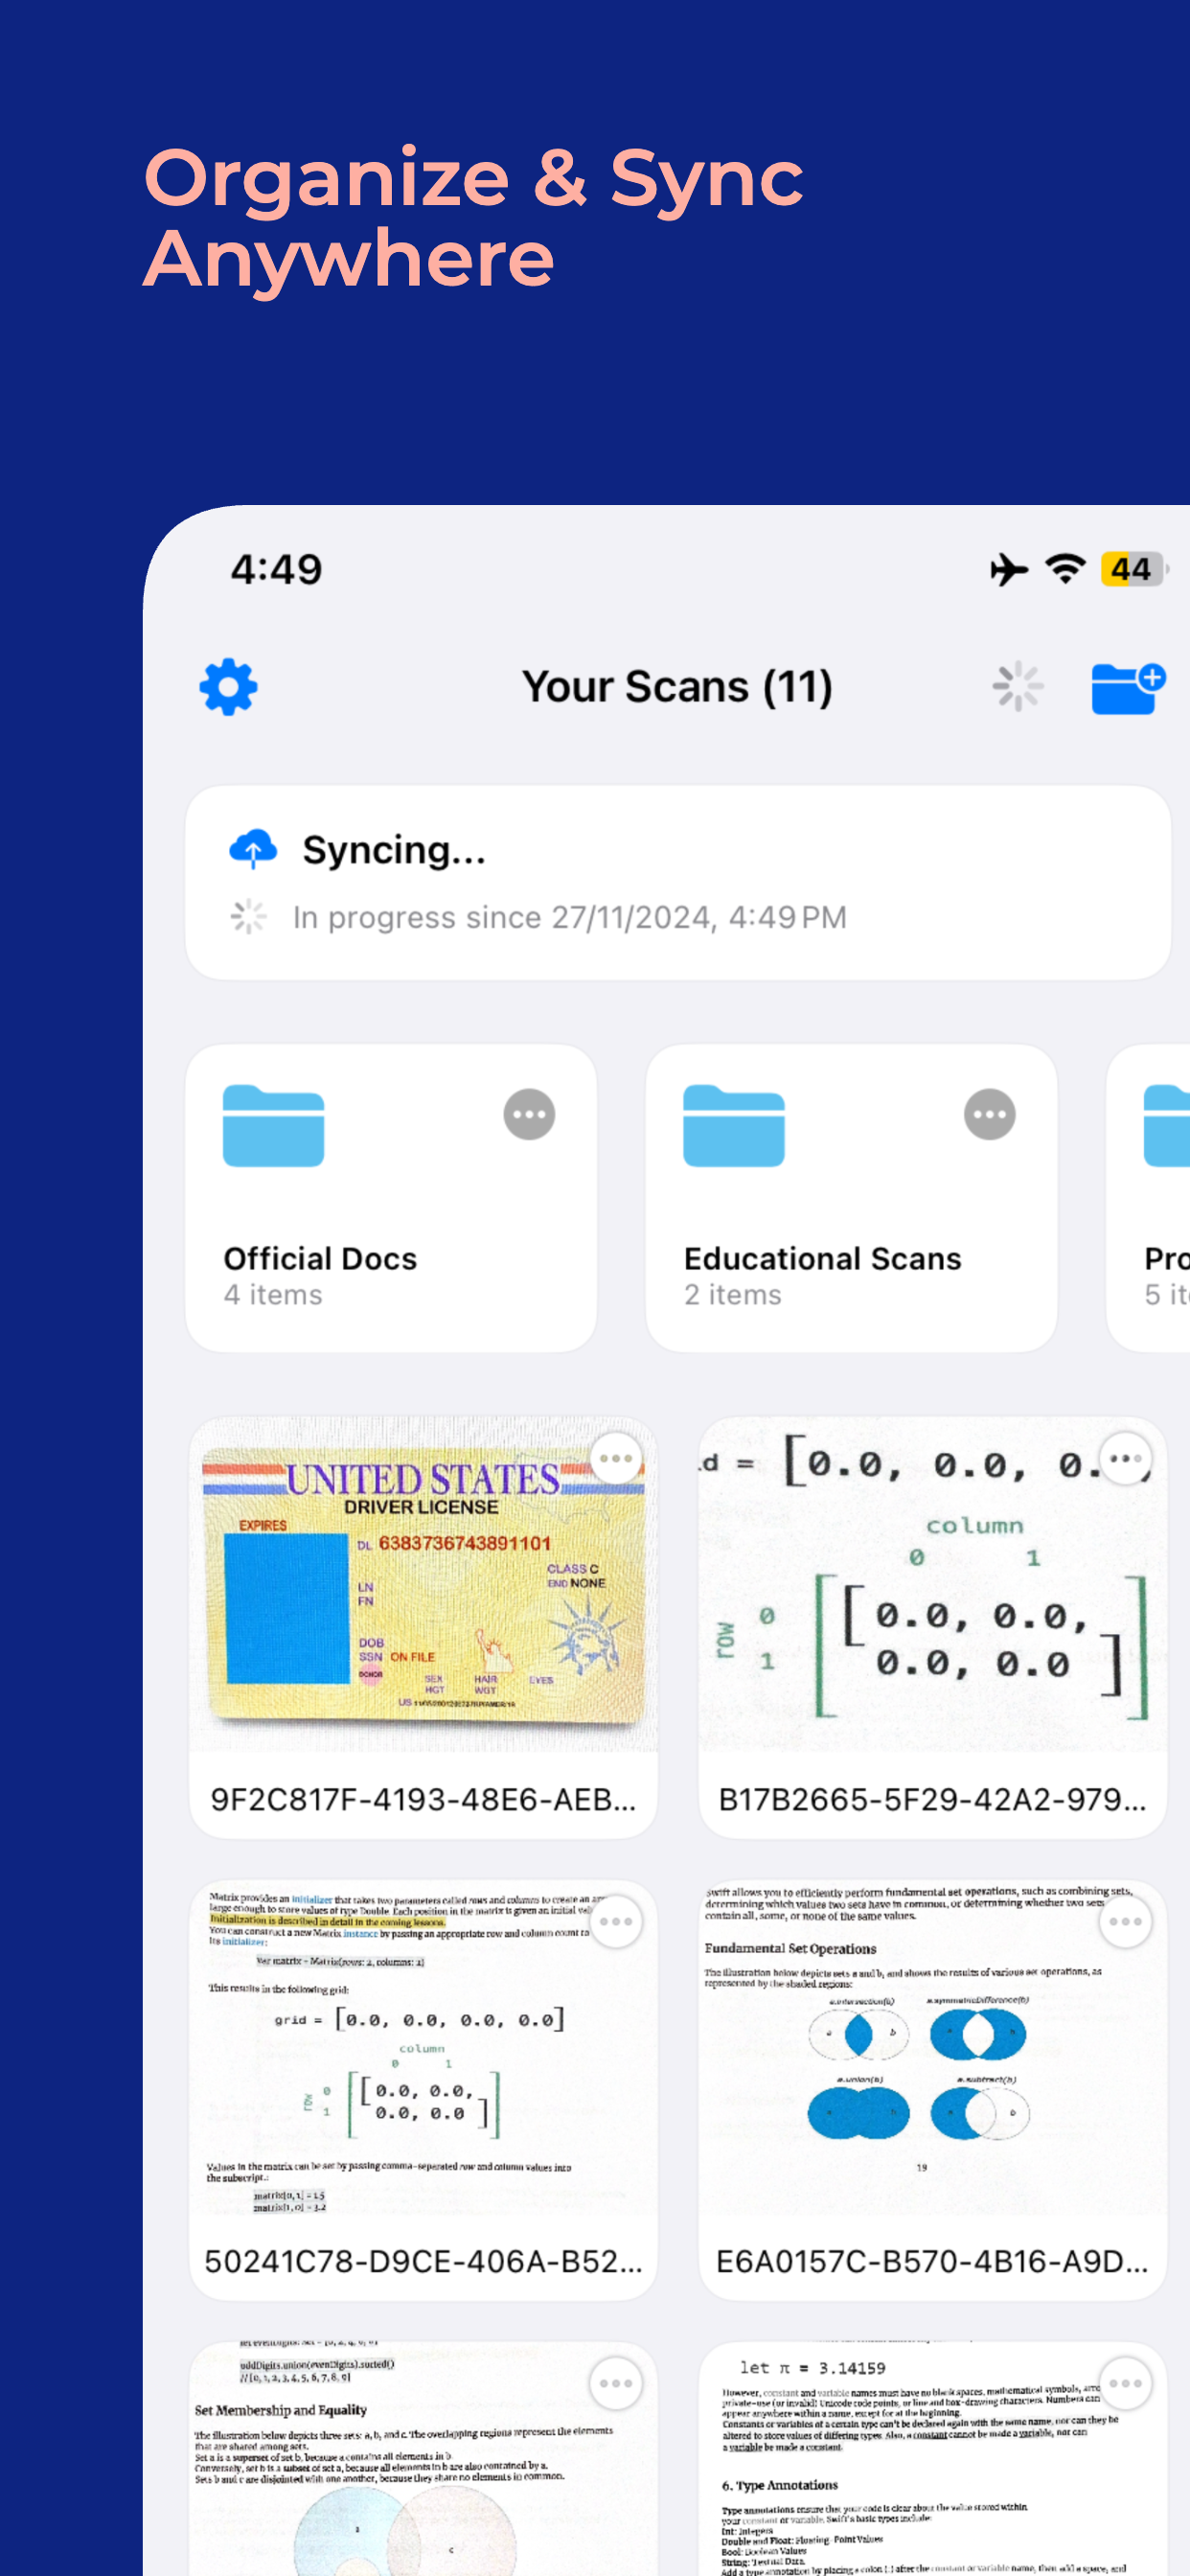 Organize & Sync
Anywhere
4:49
44
Your Scans (11)
Syncing...
In progress since 27/11/2024, 4:49 PM
Official Docs
4 items
Educational Scans
2 items
Pro
5 it
UNITED STATES
DRIVER LICENSE
EXPIRES
DL 6383736743891101
CLASS C
END NONE
LN
FN
DOB
SSN ON FILE
DONOR
SEX HAIR EYES
HGT WGT
US
9F2C817F-4193-48E6-AEB...
.d = [0.0, 0.0, 0.
column
0 1
row
0 [0.0, 0.0,
1 0.0, 0.0]
B17B2665-5F29-42A2-979...
Matrix provides an initializer that takes two parameters called rows and columns to create an
large enough to store values of type Double. Each position in the matrix is given an initial
Initialization is described in detail in the coming lessons.
You can construct a new Matrix instance by passing an appropriate row and column count to
its initializer:
Var matrix = Matrix(rows: 2, columns: 2)
This results in the following grid:
grid = [0.0, 0.0, 0.0, 0.0]
column
0 1
row
0 [0.0, 0.0,
1 0.0, 0.0]
Values in the matrix can be set by passing comma-separated row and column values into
the subscript.:
matrix[0, 1] = 1.5
matrix[1, 0] = 3.2
50241C78-D9CE-406A-B52...
Swift allows you to efficiently perform fundamental set operations, such as combining sets,
determining which values two sets have in common, or determining whether two sets
contain all, some, or none of the same values.
Fundamental Set Operations
The illustration below depicts sets a and b, and shows the results of various set operations, as
represented by the shaded regions:
a.intersection(b) a.symmetricDifference(b)
a b a b
a.union(b) a.subtract(b)
a b a b
19
E6A0157C-B570-4B16-A9D...
oddDigits.union(evenDigits).sorted()
// [0, 1, 2, 3, 4, 5, 6, 7, 8, 9]
Set Membership and Equality
The illustration below depicts three sets: a, b, and c. The overlapping regions represent the elements
that are shared among sets.
Set a is a superset of set b, because a contains all elements in b
Conversely, set b is a subset of set a, because all elements in b are also contained by a.
Sets b and c are disjointed with one another, because they share no elements in common.
a
c
let π = 3.14159
However, constant and variable names must have no blank spaces, mathematical symbols,
private-use (or invalid) Unicode code points, or line and box-drawing characters. Numbers can
appear anywhere within a name, except for at the beginning.
Constants or variables of a certain type can't be declared again with the same name, nor can they be
altered to store values of differing types. Also, a constant cannot be made a variable, nor can
a variable be made a constant.
6. Type Annotations
Type annotations ensure that your code is clear about the value stored within
your constant or variable. Swift's basic types include:
Int: Integers
Double and Float: Floating-Point Values
Bool: Boolean Values
String: Textual Data.
Add a type annotation by placing a colon (:) after the constant or variable name, then add a space, and